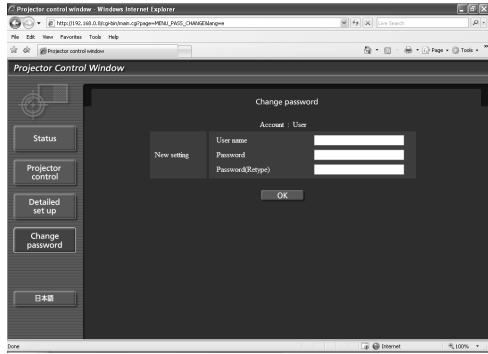 Projector control window - Windows Internet Explorer
http://192.168.0.8/cgi-bin/main.cgi?page=MENU_PASS_CHANGE&lang=e
Live Search
File Edit View Favorites Tools Help
Projector control window
Page Tools
Projector Control Window
Change password
Account : User
New setting
User name
Password
Password(Retype)
OK
Status
Projector
control
Detailed
set up
Change
password
日本語
Done
Internet
100%